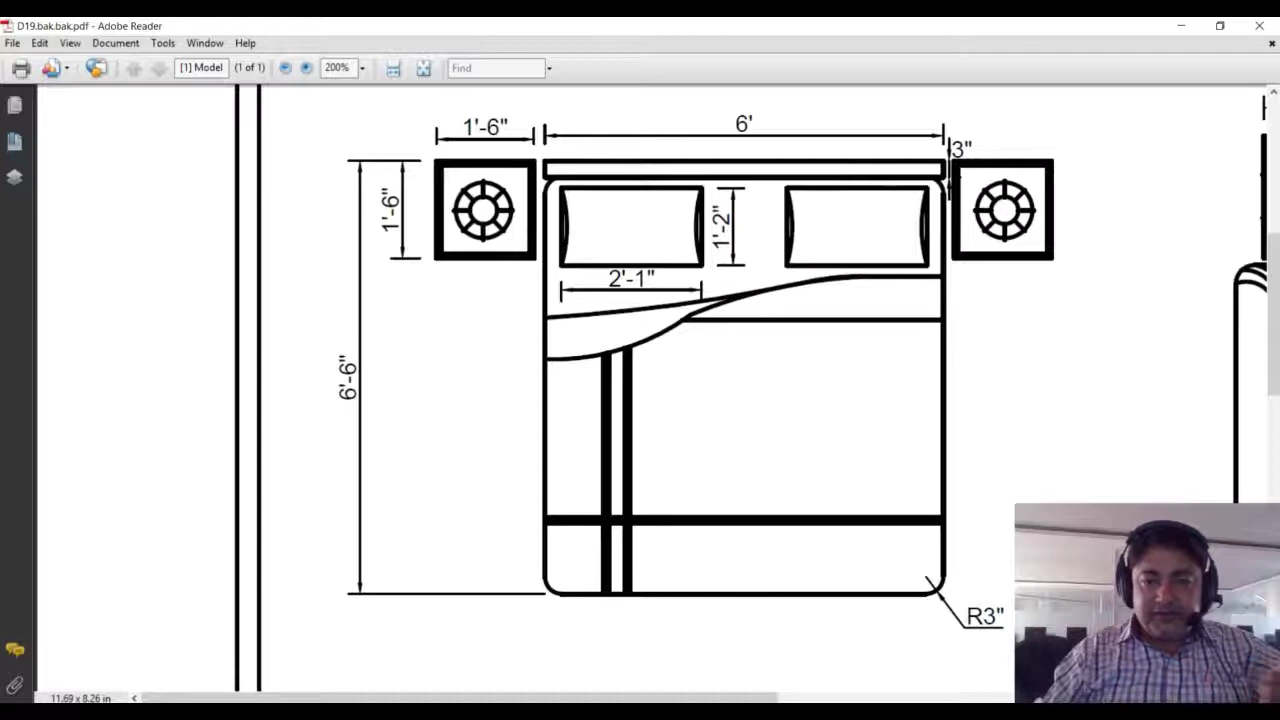 D19.bak.bak.pdf - Adobe Reader
File Edit View Document Tools Window Help
[1] Model (1 of 1) 200% Find
1'-6" 6' 3"
1'-6" 1'-2"
2'-1"
6'-6"
R3"
11.69 x 8.26 in